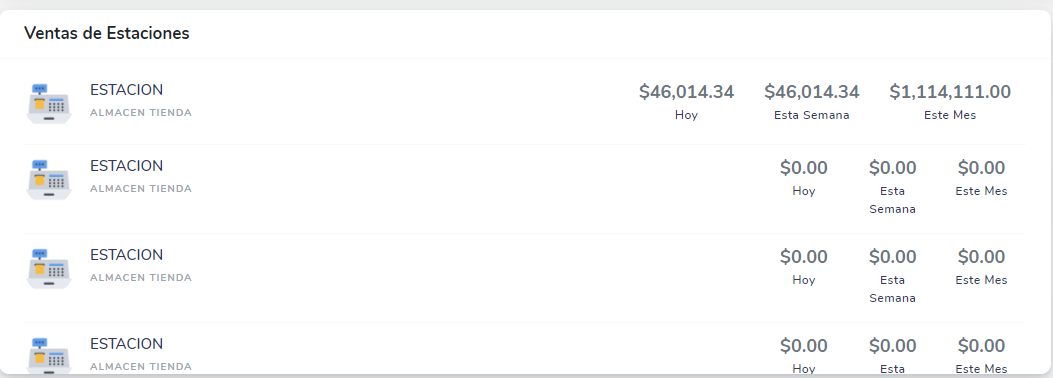 Ventas de Estaciones
ESTACION
ALMACEN TIENDA
$46,014.34 $46,014.34 $1,114,111.00
Hoy Esta Semana Este Mes
ESTACION
ALMACEN TIENDA
$0.00 $0.00 $0.00
Hoy Esta Este Mes
Semana
ESTACION
ALMACEN TIENDA
$0.00 $0.00 $0.00
Hoy Esta Este Mes
Semana
ESTACION
ALMACEN TIENDA
$0.00 $0.00 $0.00
Hoy Esta Este Mes